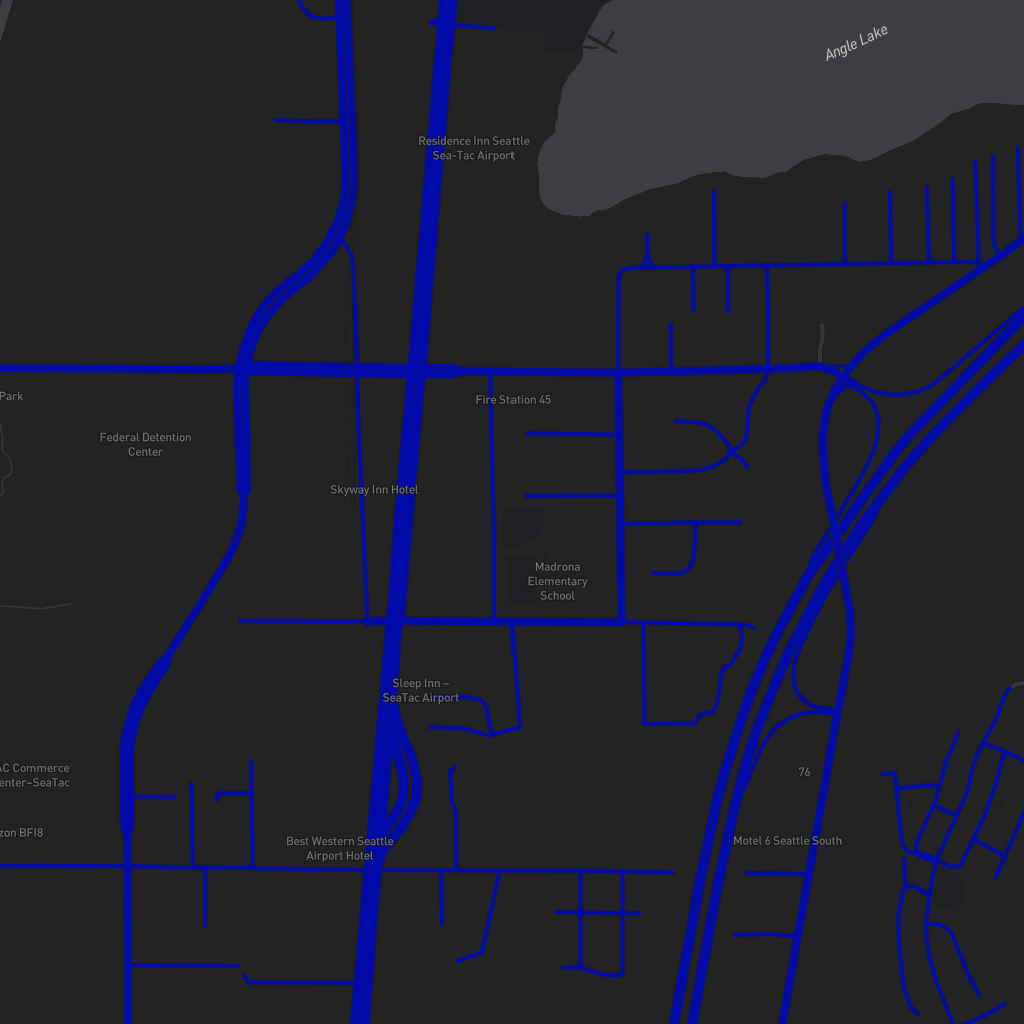 Angle Lake
Residence Inn Seattle
Sea-Tac Airport
Park
Fire Station 45
Federal Detention
Center
Skyway Inn Hotel
Madrona
Elementary
School
Sleep Inn –
SeaTac Airport
AC Commerce
enter–SeaTac
76
zon BFI8
Best Western Seattle
Airport Hotel
Motel 6 Seattle South